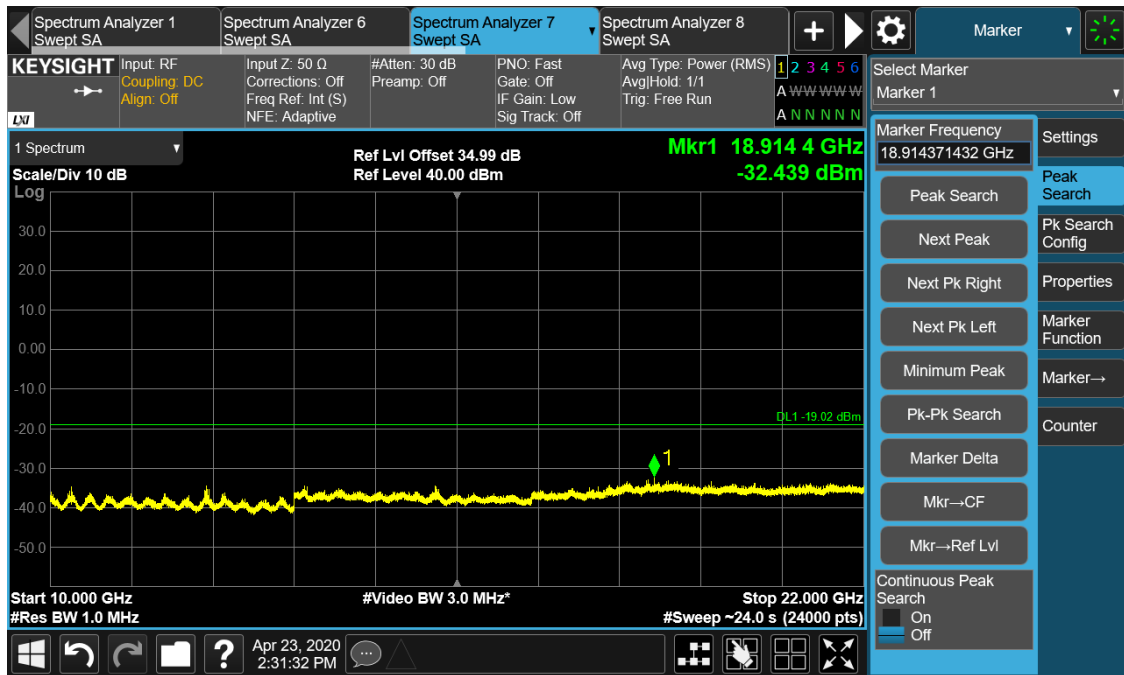 Spectrum Analyzer 1
Swept SA
Spectrum Analyzer 6
Swept SA
Spectrum Analyzer 7
Swept SA
Spectrum Analyzer 8
Swept SA
Marker
KEYSIGHT
LXI
Input: RF
Coupling: DC
Align: Off
Input Z: 50 Ω
Corrections: Off
Freq Ref: Int (S)
NFE: Adaptive
#Atten: 30 dB
Preamp: Off
PNO: Fast
Gate: Off
IF Gain: Low
Sig Track: Off
Avg Type: Power (RMS)
Avg|Hold: 1/1
Trig: Free Run
1 2 3 4 5 6
A W W W W W
A N N N N N
Select Marker
Marker 1
1 Spectrum
Scale/Div 10 dB
Log
Ref Lvl Offset 34.99 dB
Ref Level 40.00 dBm
Mkr1 18.914 4 GHz
-32.439 dBm
30.0
20.0
10.0
0.00
-10.0
-20.0
-30.0
-40.0
-50.0
DL1 -19.02 dBm
1
Start 10.000 GHz
#Res BW 1.0 MHz
#Video BW 3.0 MHz*
Stop 22.000 GHz
#Sweep ~24.0 s (24000 pts)
Marker Frequency
18.914371432 GHz
Peak Search
Next Peak
Next Pk Right
Next Pk Left
Minimum Peak
Pk-Pk Search
Marker Delta
Mkr→CF
Mkr→Ref Lvl
Continuous Peak
Search
On
Off
Settings
Peak
Search
Pk Search
Config
Properties
Marker
Function
Marker→
Counter
?
Apr 23, 2020
2:31:32 PM